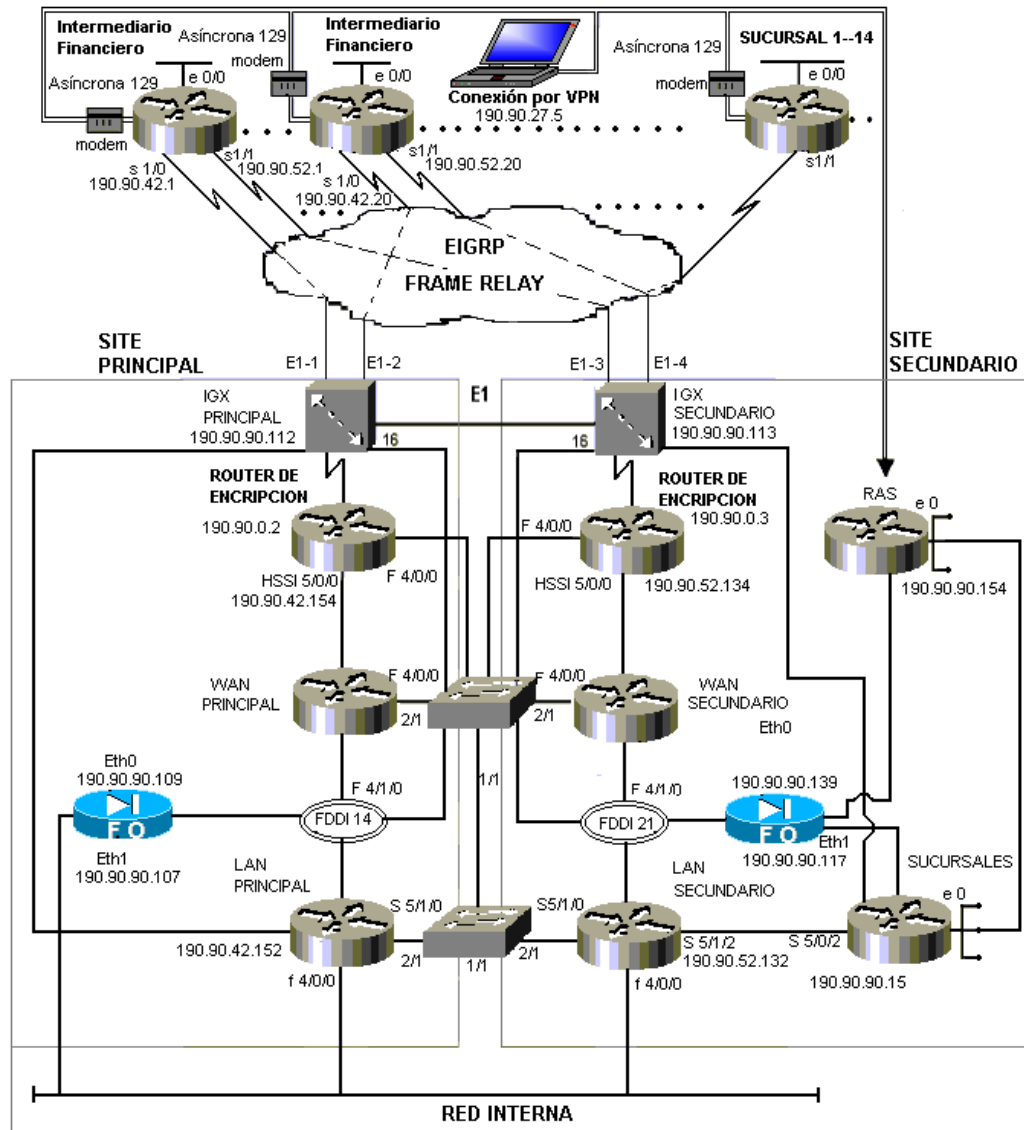 Intermediario
Financiero
Asíncrona 129
modem
e 0/0
Asíncrona 129
modem
Intermediario
Financiero
e 0/0
Conexión por VPN
190.90.27.5
Asíncrona 129
modem
SUCURSAL 1--14
e 0/0
s 1/0
190.90.42.1
s1/1
190.90.52.1
s 1/0
190.90.42.20
s1/1
190.90.52.20
s1/1
EIGRP
FRAME RELAY
SITE
PRINCIPAL
E1-1
E1-2
E1-3
E1-4
SITE
SECUNDARIO
IGX
PRINCIPAL
190.90.90.112
16
E1
16
IGX
SECUNDARIO
190.90.90.113
ROUTER DE
ENCRIPCION
190.90.0.2
HSSI 5/0/0
190.90.42.154
F 4/0/0
ROUTER DE
ENCRIPCION
190.90.0.3
F 4/0/0
HSSI 5/0/0
190.90.52.134
RAS
e 0
190.90.90.154
WAN
PRINCIPAL
F 4/0/0
2/1
F 4/0/0
2/1
WAN
SECUNDARIO
Eth0
1/1
Eth0
190.90.90.109
F O
Eth1
190.90.90.107
F 4/1/0
FDDI 14
F 4/1/0
FDDI 21
190.90.90.139
F O
Eth1
190.90.90.117
LAN
PRINCIPAL
S 5/1/0
190.90.42.152
2/1
f 4/0/0
1/1
S5/1/0
2/1
LAN
SECUNDARIO
S 5/1/2
190.90.52.132
f 4/0/0
SUCURSALES
e 0
S 5/0/2
190.90.90.15
RED INTERNA